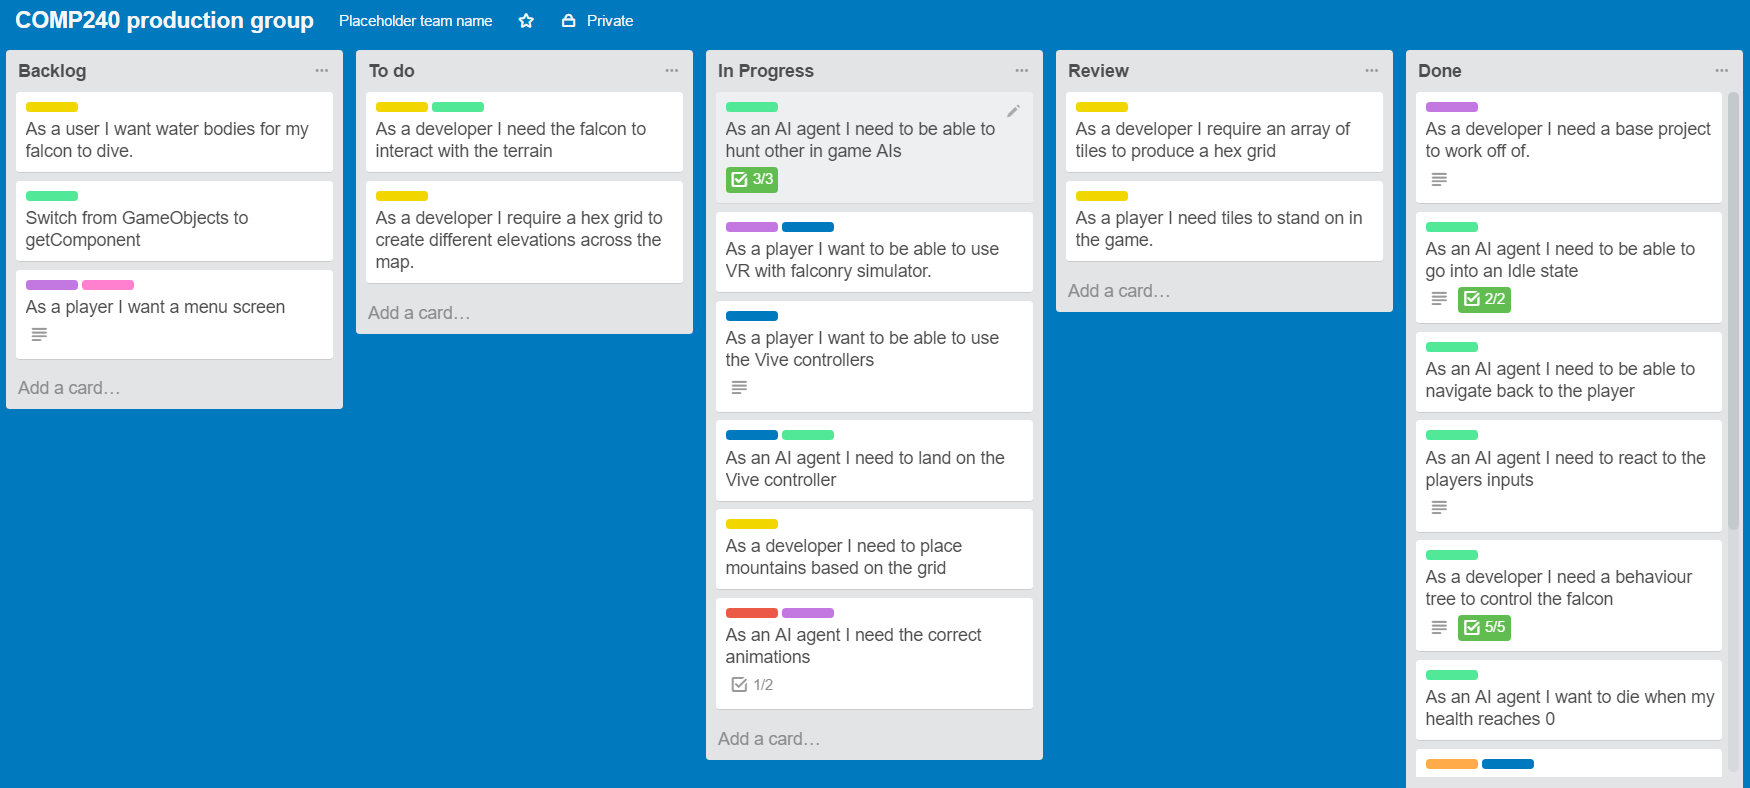 COMP240 production group
Placeholder team name
Private
Backlog
As a user I want water bodies for my
falcon to dive.
Switch from GameObjects to
getComponent
As a player I want a menu screen
Add a card…
To do
As a developer I need the falcon to
interact with the terrain
As a developer I require a hex grid to
create different elevations across the
map.
Add a card…
In Progress
As an AI agent I need to be able to
hunt other in game AIs
3/3
As a player I want to be able to use
VR with falconry simulator.
As a player I want to be able to use
the Vive controllers
As an AI agent I need to land on the
Vive controller
As a developer I need to place
mountains based on the grid
As an AI agent I need the correct
animations
1/2
Add a card…
Review
As a developer I require an array of
tiles to produce a hex grid
As a player I need tiles to stand on in
the game.
Add a card…
Done
As a developer I need a base project
to work off of.
As an AI agent I need to be able to
go into an Idle state
2/2
As an AI agent I need to be able to
navigate back to the player
As an AI agent I need to react to the
players inputs
As a developer I need a behaviour
tree to control the falcon
5/5
As an AI agent I want to die when my
health reaches 0